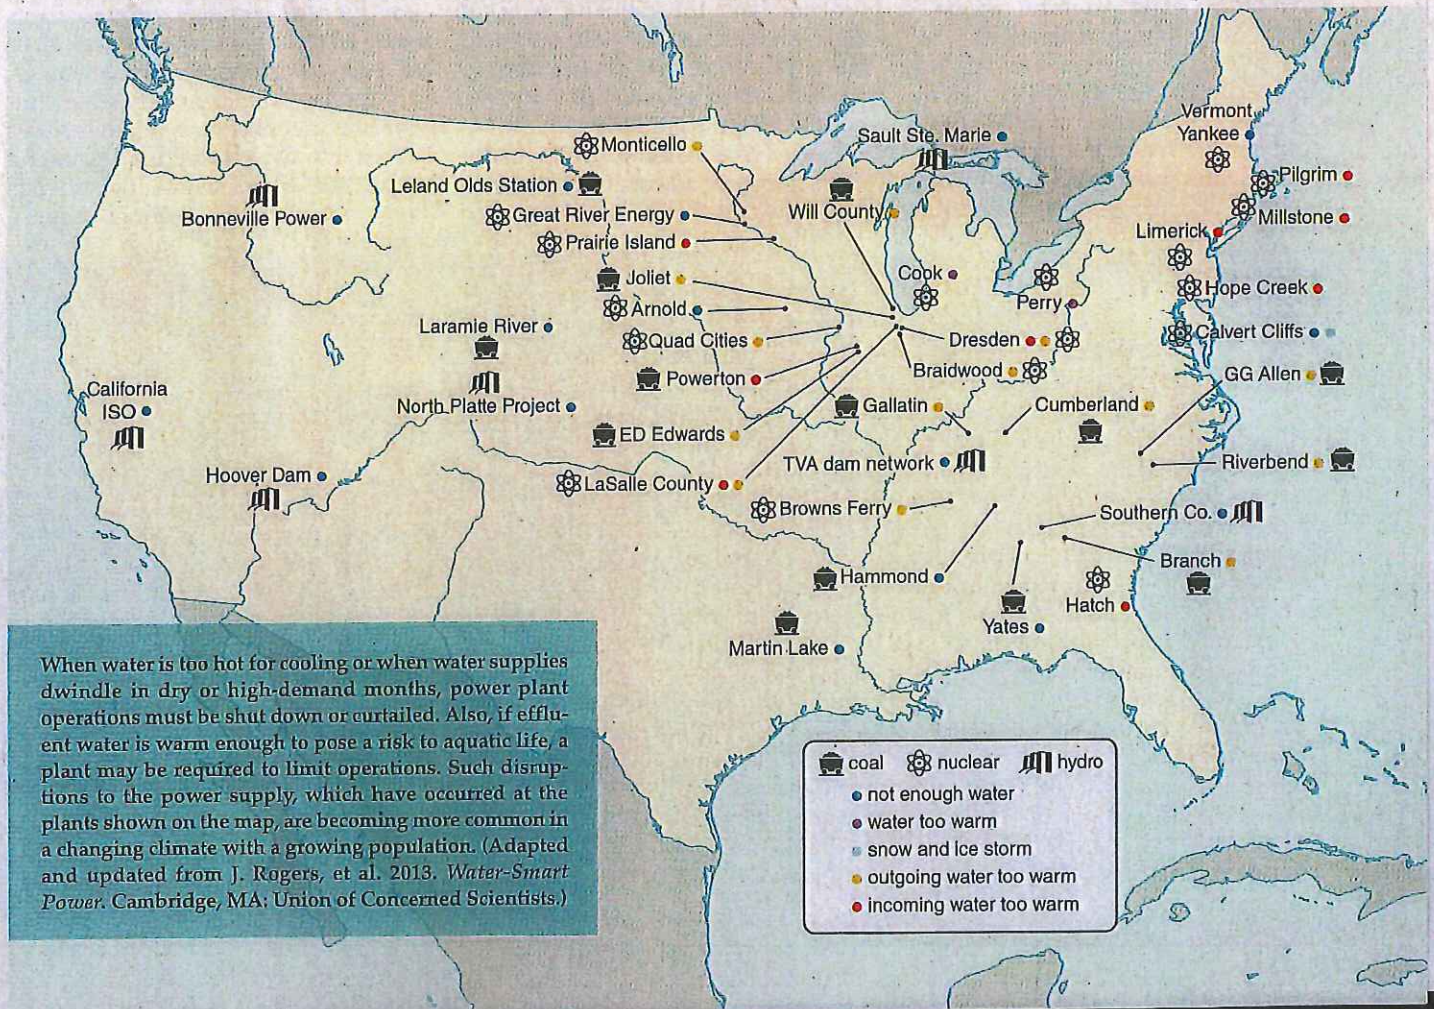 Vermont
Yankee
Sault Ste. Marie
Monticello
Pilgrim
Leland Olds Station
Will County
Great River Energy
Millstone
Bonneville Power
Limerick
Prairie Island
Cook
Joliet
Hope Creek
Perry
Arnold
Laramie River
Calvert Cliffs
Quad Cities
Dresden
Braidwood
GG Allen
Powerton
California
ISO
North Platte Project
Gallatin
Cumberland
ED Edwards
TVA dam network
Riverbend
Hoover Dam
LaSalle County
Browns Ferry
Southern Co.
Branch
Hammond
Hatch
Yates
Martin Lake
When water is too hot for cooling or when water supplies
dwindle in dry or high-demand months, power plant
operations must be shut down or curtailed. Also, if efflu-
ent water is warm enough to pose a risk to aquatic life, a
plant may be required to limit operations. Such disrup-
tions to the power supply, which have occurred at the
plants shown on the map, are becoming more common in
a changing climate with a growing population. (Adapted
and updated from J. Rogers, et al. 2013. Water-Smart
Power. Cambridge, MA: Union of Concerned Scientists.)
coal nuclear hydro
not enough water
water too warm
snow and ice storm
outgoing water too warm
incoming water too warm